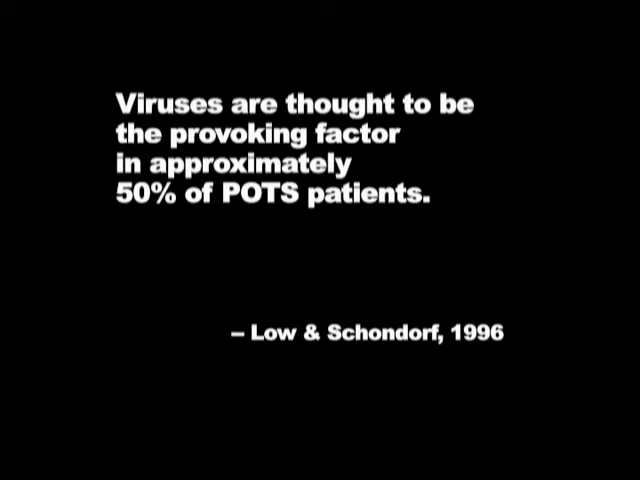 Viruses are thought to be
the provoking factor
in approximately
50% of POTS patients.
– Low & Schondorf, 1996